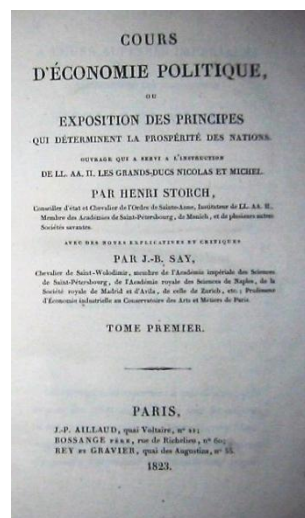 COURS
D'ÉCONOMIE POLITIQUE,
OU
EXPOSITION DES PRINCIPES
QUI DÉTERMINENT LA PROSPÉRITÉ DES NATIONS.
OUVRAGE QUI A SERVI A L'INSTRUCTION
DE LL. AA. II. LES GRANDS-DUCS NICOLAS ET MICHEL.
PAR HENRI STORCH,
Conseiller d'état et Chevalier de l'Ordre de Sainte-Anne, Instituteur de LL. AA. II.,
Membre des Académies de Saint-Pétersbourg, de Munich, et de plusieurs autres
Sociétés savantes.
AVEC DES NOTES EXPLICATIVES ET CRITIQUES
PAR J.-B. SAY,
Chevalier de Saint-Wolodimir, membre de l'Académie impériale des Sciences
de Saint-Pétersbourg, de l'Académie royale des Sciences de Naples, de la
Société royale de Madrid et d'Avila, de celle de Zurich, etc.; Professeur
d'Économie industrielle au Conservatoire des Arts et Métiers de Paris.
TOME PREMIER.
PARIS,
J.-P. AILLAUD, quai Voltaire, nº
BOSSANGE PÈRE, rue de Richelieu, nº 60;
REY ET GRAVIER, quai des Augustins, nº 55.
1823.